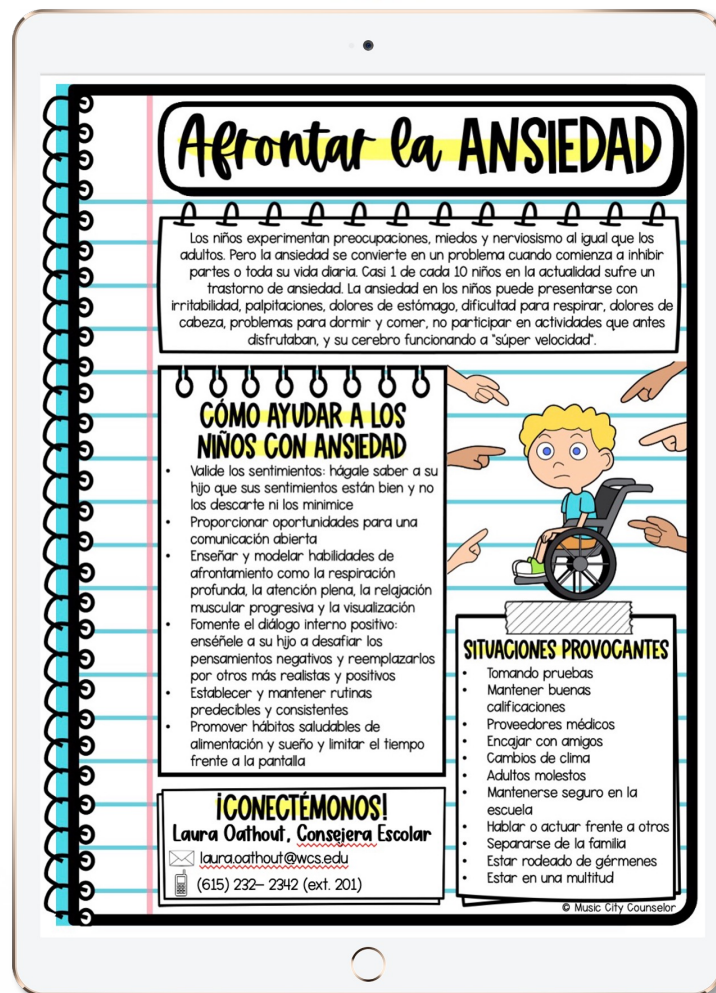 Afrontar la ANSIEDAD
Los niños experimentan preocupaciones, miedos y nerviosismo al igual que los
adultos. Pero la ansiedad se convierte en un problema cuando comienza a inhibir
partes o toda su vida diaria. Casi 1 de cada 10 niños en la actualidad sufre un
trastorno de ansiedad. La ansiedad en los niños puede presentarse con
irritabilidad, palpitaciones, dolores de estómago, dificultad para respirar, dolores de
cabeza, problemas para dormir y comer, no participar en actividades que antes
disfrutaban, y su cerebro funcionando a "súper velocidad".
CÓMO AYUDAR A LOS
NIÑOS CON ANSIEDAD
• Valide los sentimientos: hágale saber a su
hijo que sus sentimientos están bien y no
los descarte ni los minimice
• Proporcionar oportunidades para una
comunicación abierta
• Enseñar y modelar habilidades de
afrontamiento como la respiración
profunda, la atención plena, la relajación
muscular progresiva y la visualización
• Fomente el diálogo interno positivo:
enséñele a su hijo a desafiar los
pensamientos negativos y reemplazarlos
por otros más realistas y positivos
• Establecer y mantener rutinas
predecibles y consistentes
• Promover hábitos saludables de
alimentación y sueño y limitar el tiempo
frente a la pantalla
SITUACIONES PROVOCANTES
• Tomando pruebas
• Mantener buenas
calificaciones
• Proveedores médicos
• Encajar con amigos
• Cambios de clima
• Adultos molestos
• Mantenerse seguro en la
escuela
• Hablar o actuar frente a otros
• Separarse de la familia
• Estar rodeado de gérmenes
• Estar en una multitud
¡CONECTÉMONOS!
Laura Oathout, Consejera Escolar
laura.oathout@wcs.edu
(615) 232– 2342 (ext. 201)
© Music City Counselor